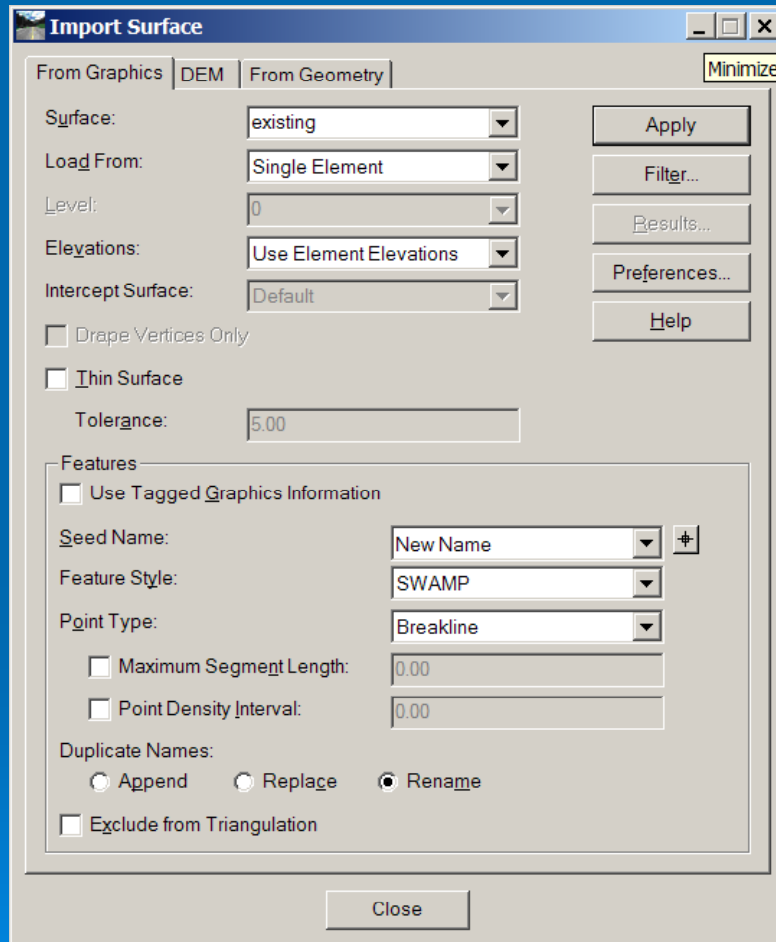 Import Surface
From Graphics DEM From Geometry Minimize
Surface: existing Apply
Load From: Single Element Filter...
Level: 0 Results...
Elevations: Use Element Elevations Preferences...
Intercept Surface: Default Help
Drape Vertices Only
Thin Surface
Tolerance: 5.00
Features
Use Tagged Graphics Information
Seed Name: New Name
Feature Style: SWAMP
Point Type: Breakline
Maximum Segment Length: 0.00
Point Density Interval: 0.00
Duplicate Names:
Append Replace Rename
Exclude from Triangulation
Close